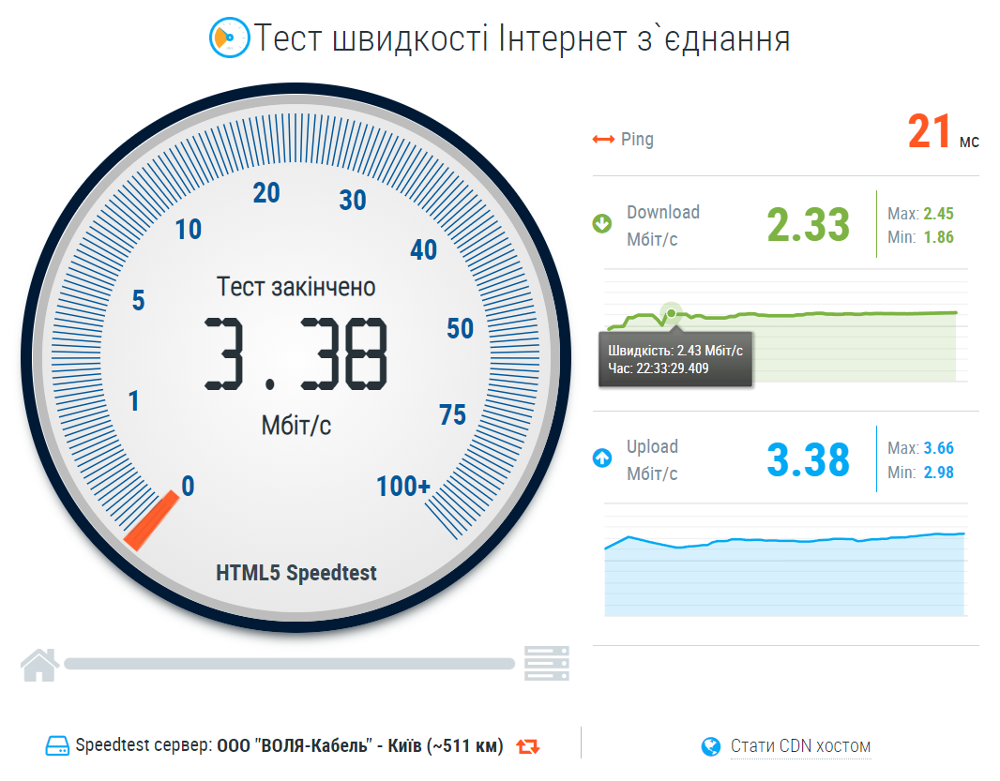 Тест швидкості Інтернет з`єднання
Ping
21 мс
Download
Мбіт/с
2.33
Max: 2.45
Min: 1.86
Швидкість: 2.43 Мбіт/с
Час: 22:33:29.409
Upload
Мбіт/с
3.38
Max: 3.66
Min: 2.98
0
1
5
10
20
30
40
50
75
100+
Тест закінчено
3.38
Мбіт/с
HTML5 Speedtest
Speedtest сервер: ООО "ВОЛЯ-Кабель" - Київ (~511 км)
Стати CDN хостом